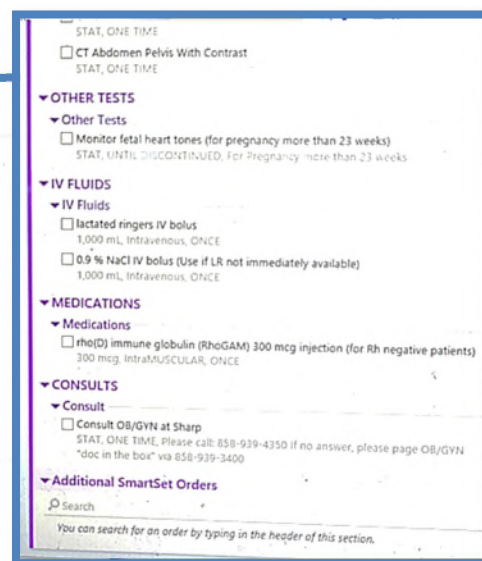 STAT, ONE TIME
CT Abdomen Pelvis With Contrast
STAT, ONE TIME
OTHER TESTS
Other Tests
Monitor fetal heart tones (for pregnancy more than 23 weeks)
STAT, UNTIL DISCONTINUED, For Pregnancy more than 23 weeks
IV FLUIDS
IV Fluids
lactated ringers IV bolus
1,000 mL, Intravenous, ONCE
0.9 % NaCl IV bolus (Use if LR not immediately available)
1,000 mL, Intravenous, ONCE
MEDICATIONS
Medications
rho(D) immune globulin (RhoGAM) 300 mcg injection (for Rh negative patients)
300 mcg, IntraMUSCULAR, ONCE
CONSULTS
Consult
Consult OB/GYN at Sharp
STAT, ONE TIME, Please call: 858-939-4350 if no answer, please page OB/GYN
"doc in the box" via 858-939-3400
Additional SmartSet Orders
Search
You can search for an order by typing in the header of this section.